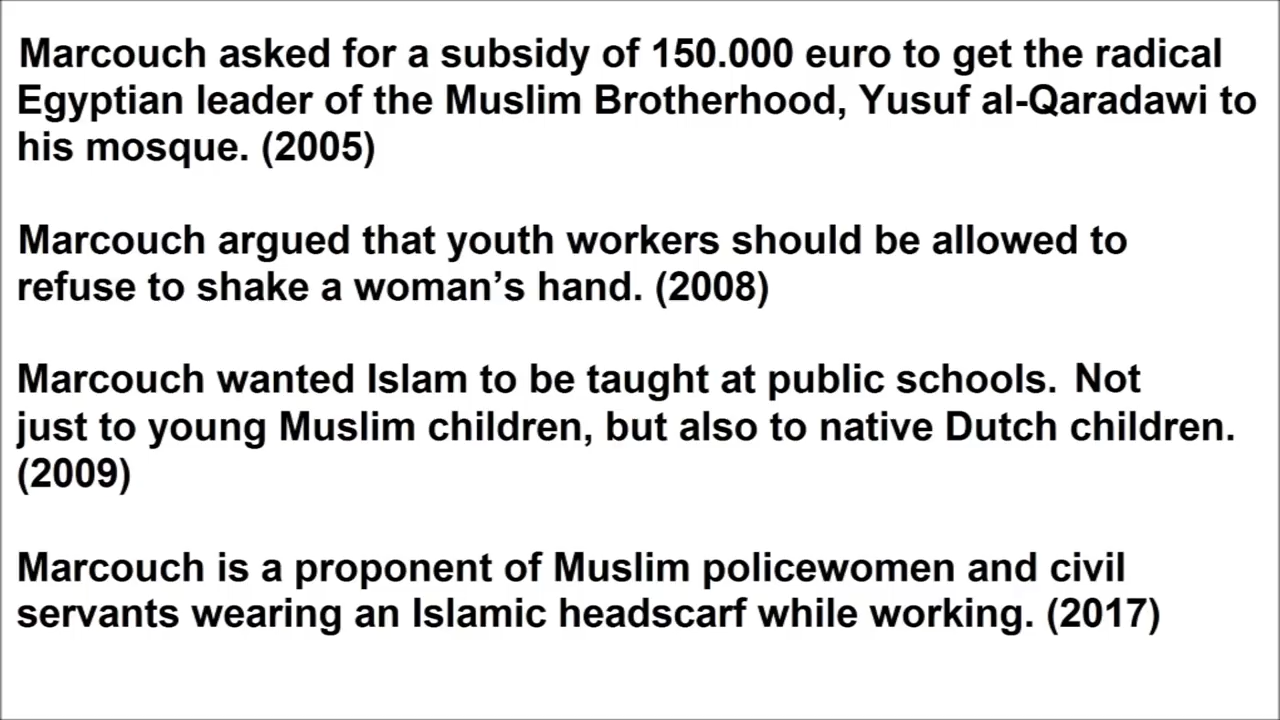 Marcouch asked for a subsidy of 150.000 euro to get the radical
Egyptian leader of the Muslim Brotherhood, Yusuf al-Qaradawi to
his mosque. (2005)
Marcouch argued that youth workers should be allowed to
refuse to shake a woman’s hand. (2008)
Marcouch wanted Islam to be taught at public schools. Not
just to young Muslim children, but also to native Dutch children.
(2009)
Marcouch is a proponent of Muslim policewomen and civil
servants wearing an Islamic headscarf while working. (2017)